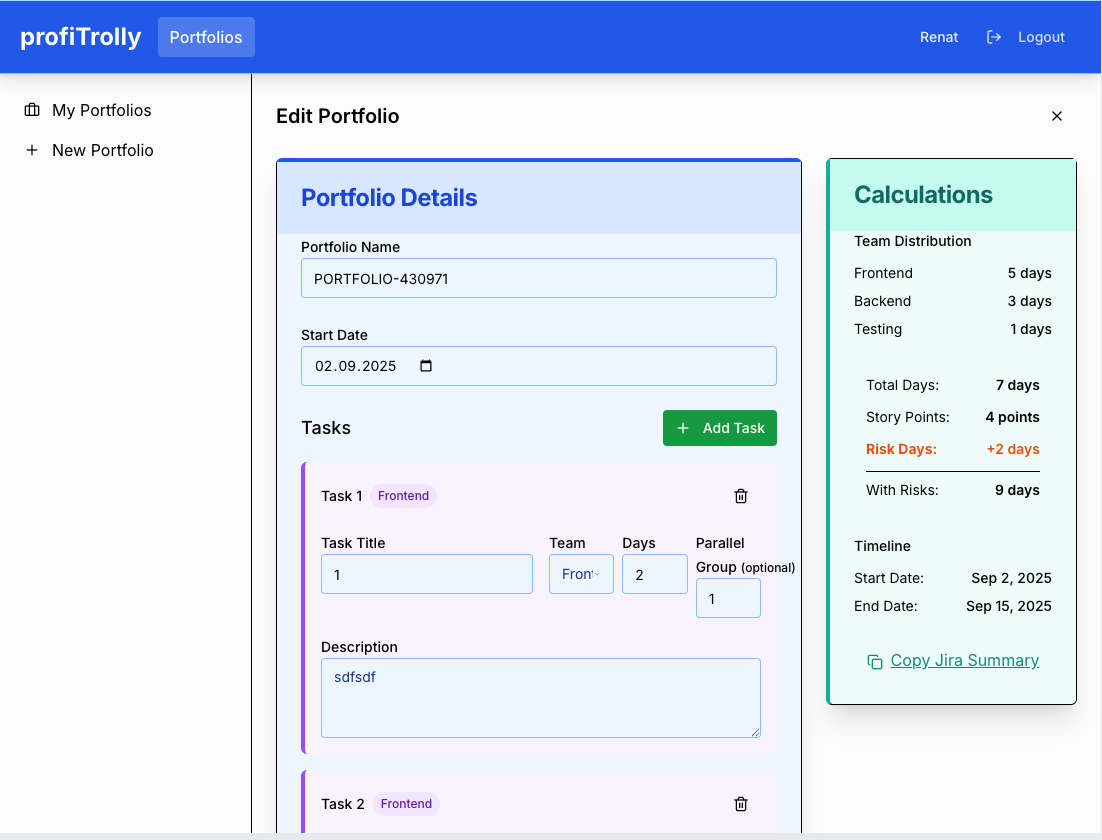 profiTrolly
Portfolios
Renat
Logout
My Portfolios
New Portfolio
Edit Portfolio
Portfolio Details
Portfolio Name
PORTFOLIO-430971
Start Date
02.09.2025
Tasks
Add Task
Task 1
Frontend
Task Title
Team
Days
Parallel
Group (optional)
1
Front
2
1
Description
sdfsdf
Task 2
Frontend
Calculations
Team Distribution
Frontend 5 days
Backend 3 days
Testing 1 days
Total Days: 7 days
Story Points: 4 points
Risk Days: +2 days
With Risks: 9 days
Timeline
Start Date: Sep 2, 2025
End Date: Sep 15, 2025
Copy Jira Summary